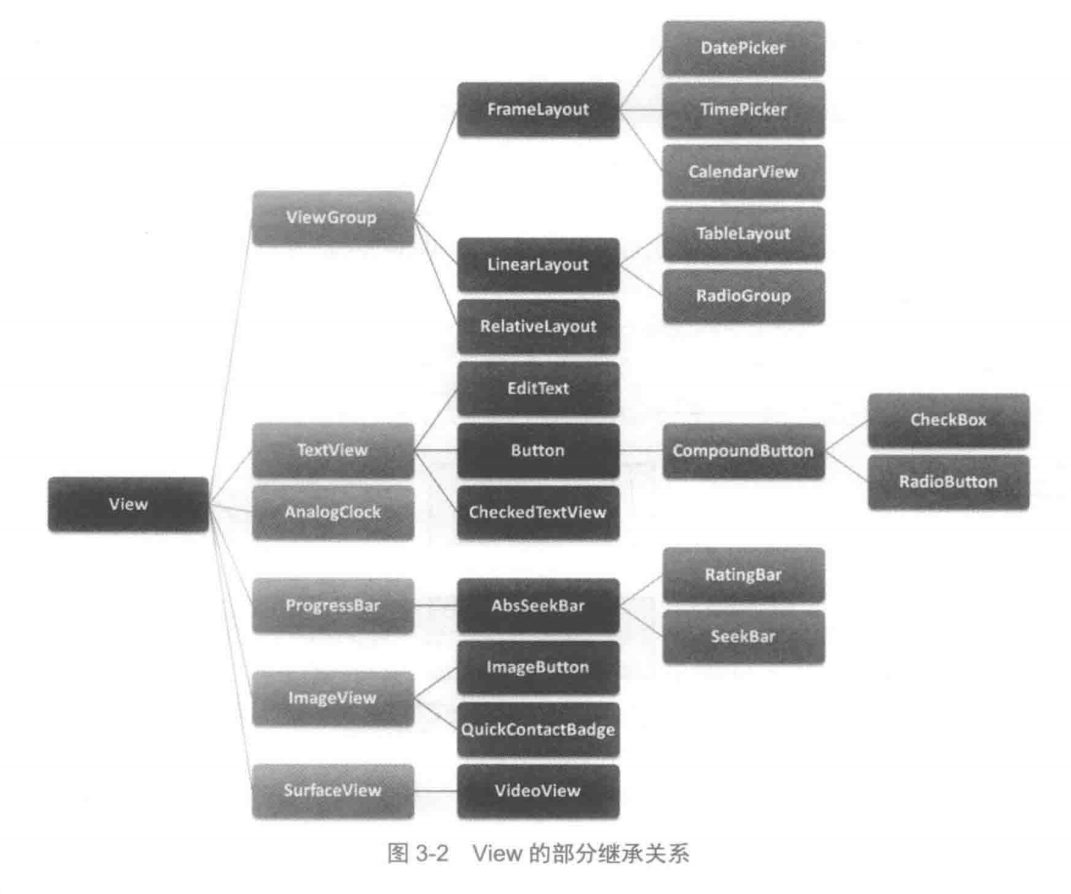 DatePicker
FrameLayout
TimePicker
CalendarView
ViewGroup
TableLayout
LinearLayout
RadioGroup
RelativeLayout
EditText
CheckBox
TextView
Button
CompoundButton
RadioButton
View
AnalogClock
CheckedTextView
RatingBar
ProgressBar
AbsSeekBar
SeekBar
ImageButton
ImageView
QuickContactBadge
SurfaceView
VideoView
图 3-2 View 的部分继承关系